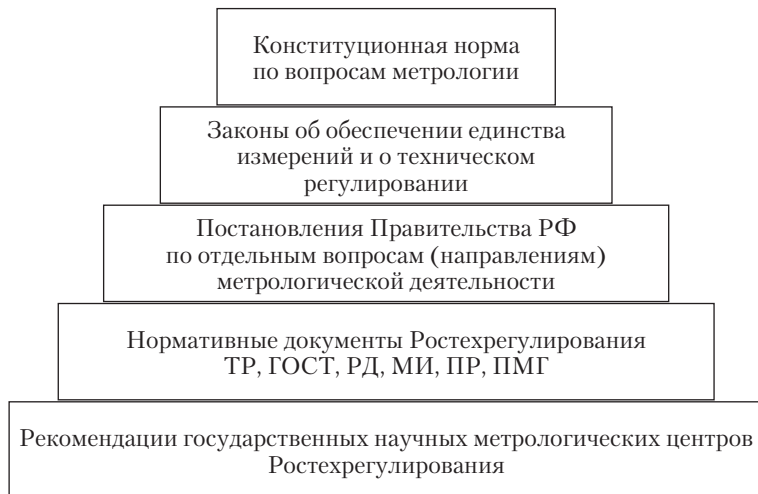 Конституционная норма
по вопросам метрологии
Законы об обеспечении единства
измерений и о техническом
регулировании
Постановления Правительства РФ
по отдельным вопросам (направлениям)
метрологической деятельности
Нормативные документы Ростехрегулирования
ТР, ГОСТ, РД, МИ, ПР, ПМГ
Рекомендации государственных научных метрологических центров
Ростехрегулирования